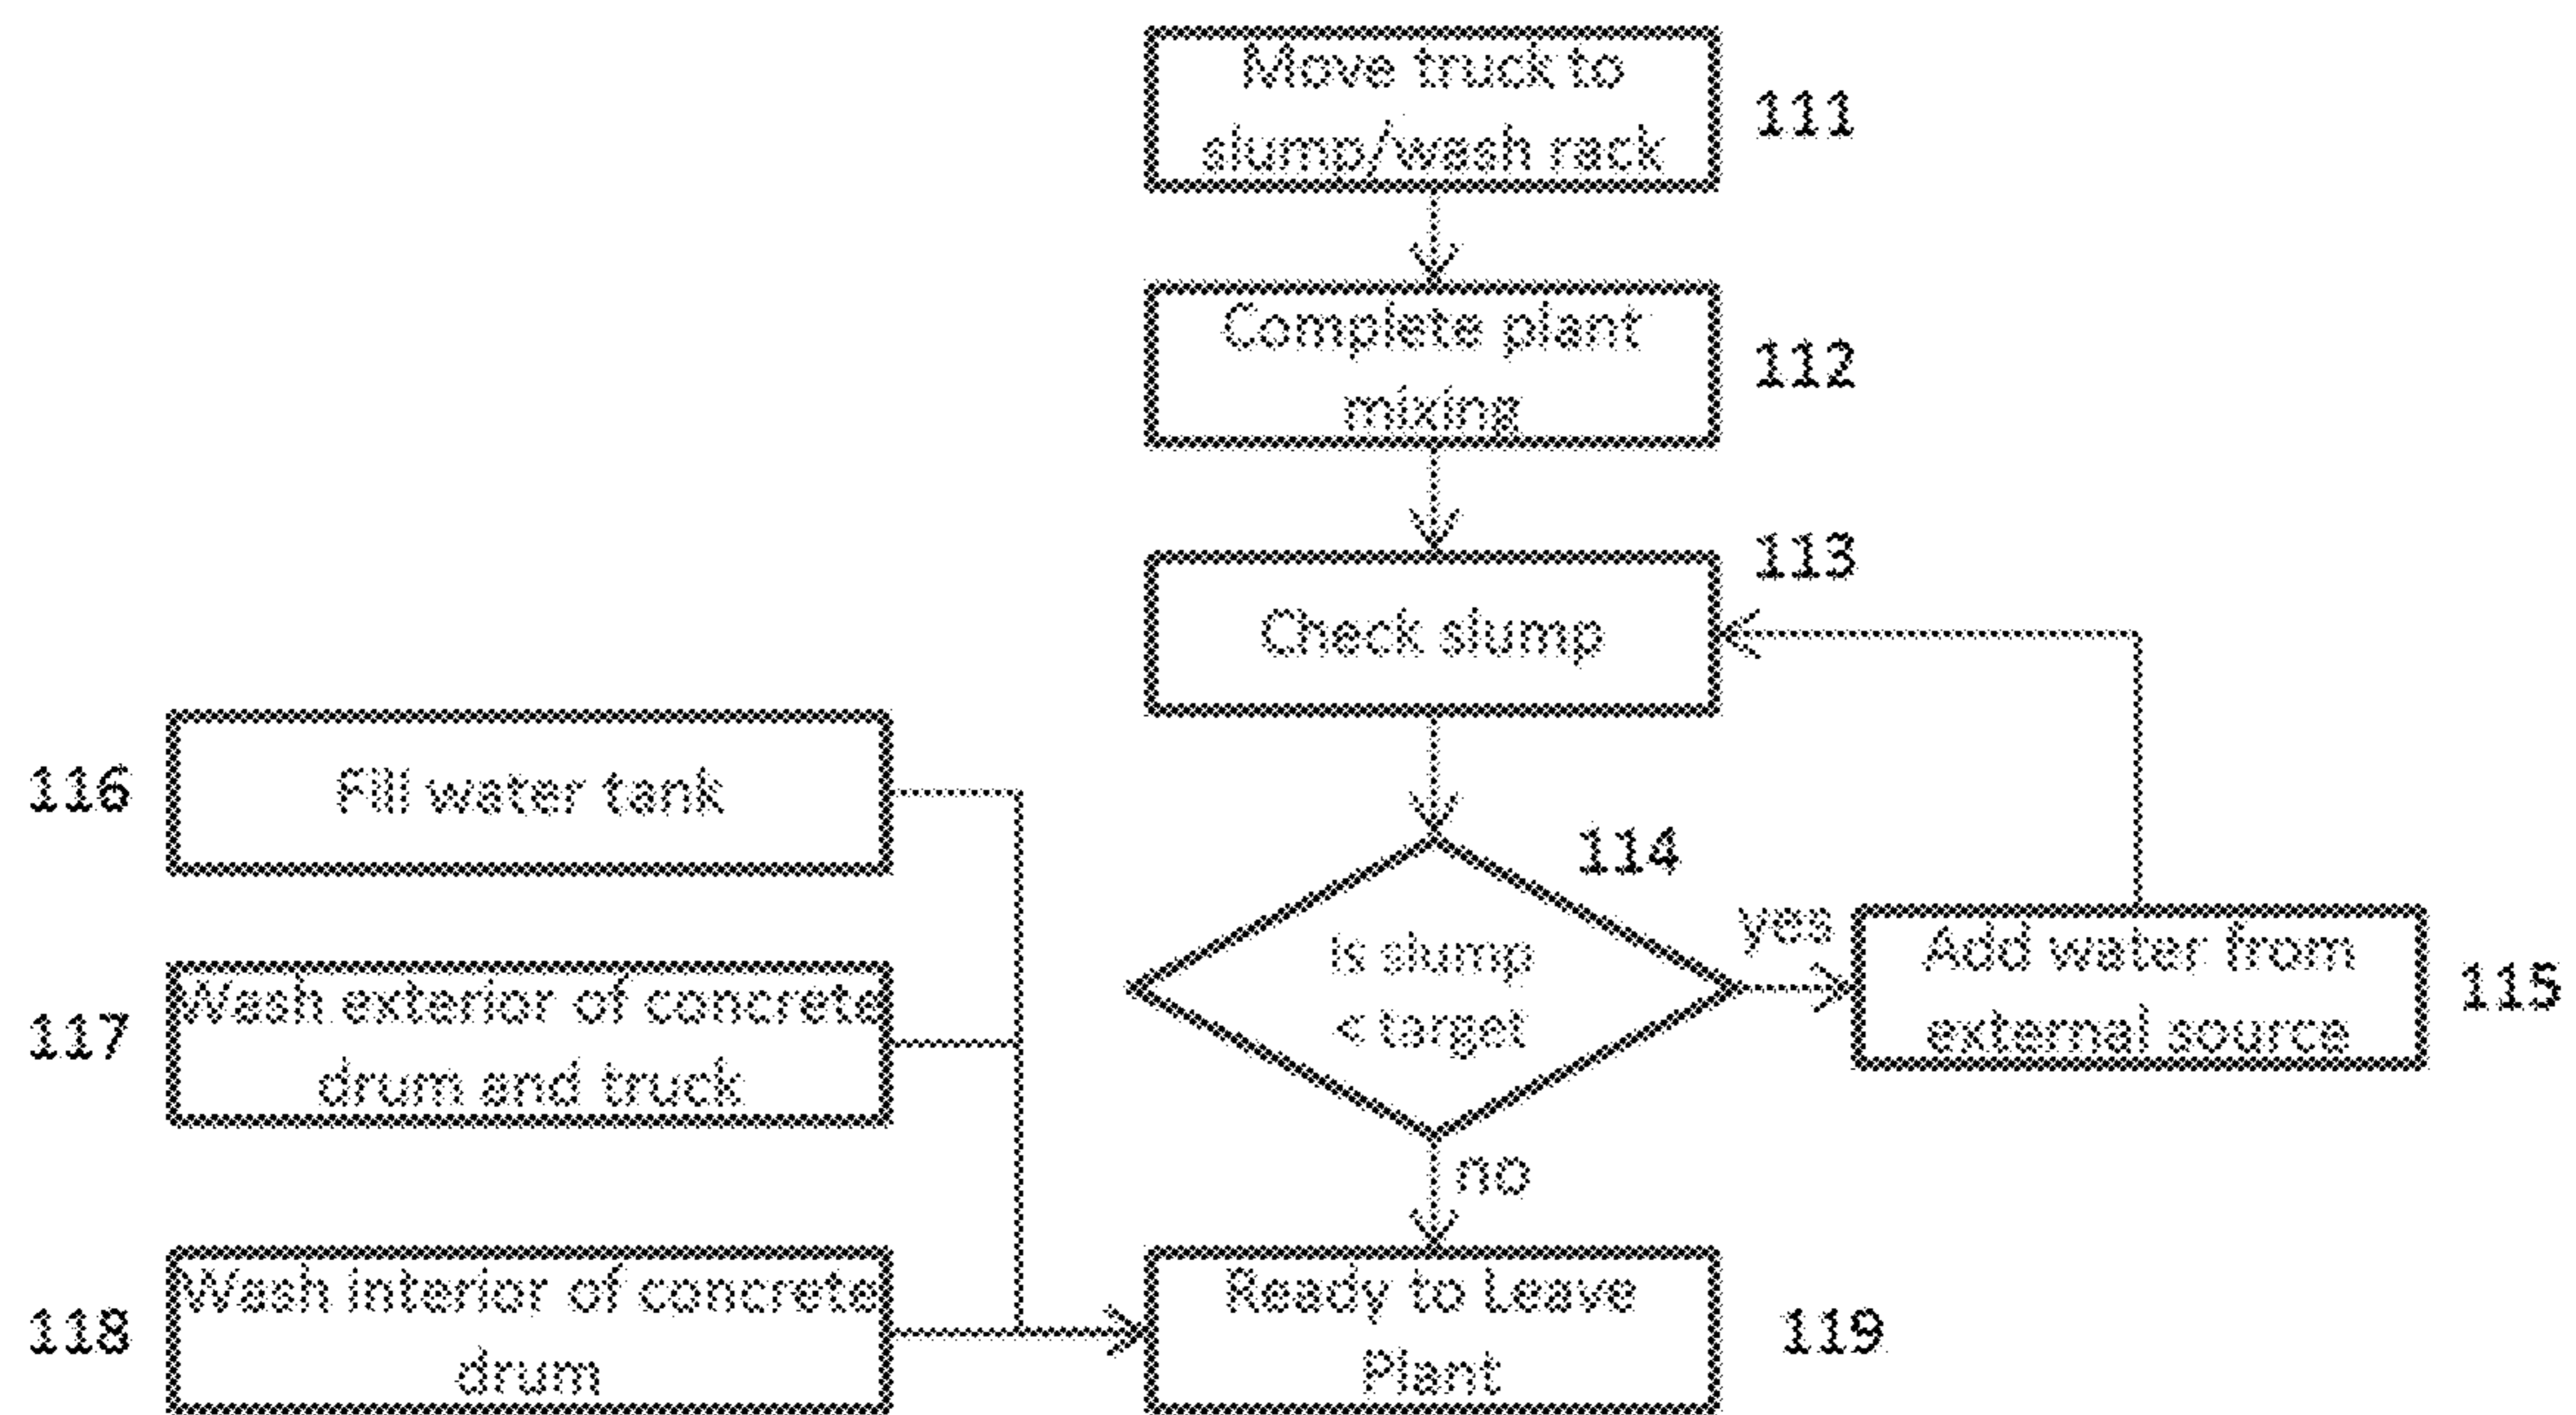 Move truck to
slump/wash rack
111
Complete plant
mixing
112
113
Check slump
116
Fill water tank
114
is slump
< target
yes
Add water from
external source
115
117
Wash exterior of concrete
drum and truck
no
118
Wash interior of concrete
drum
Ready to Leave
Plant
119